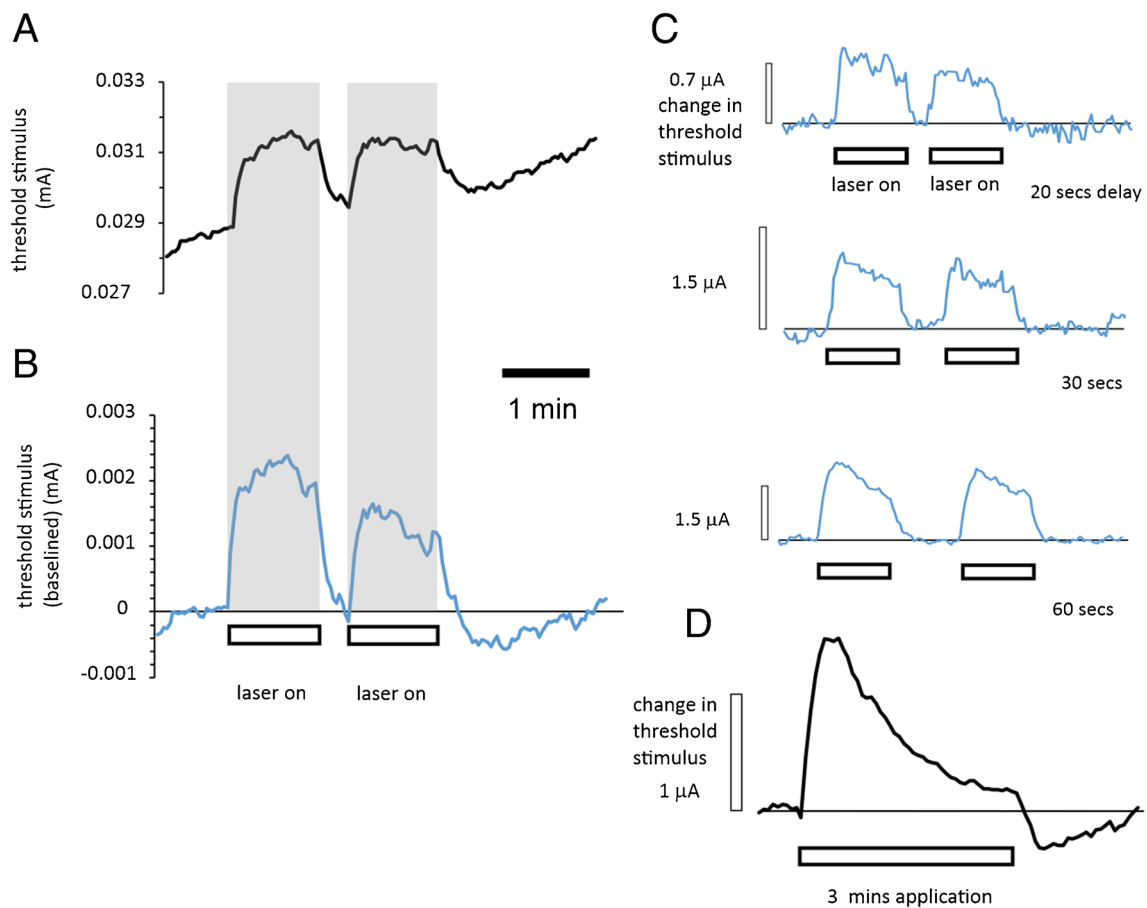 A
0.033
0.031
0.029
0.027
threshold stimulus
(mA)
B
1 min
0.003
0.002
0.001
0
-0.001
threshold stimulus
(baselined) (mA)
laser on
laser on
C
0.7 µA
change in
threshold
stimulus
laser on
laser on
20 secs delay
1.5 µA
30 secs
1.5 µA
60 secs
D
change in
threshold
stimulus
1 µA
3 mins application